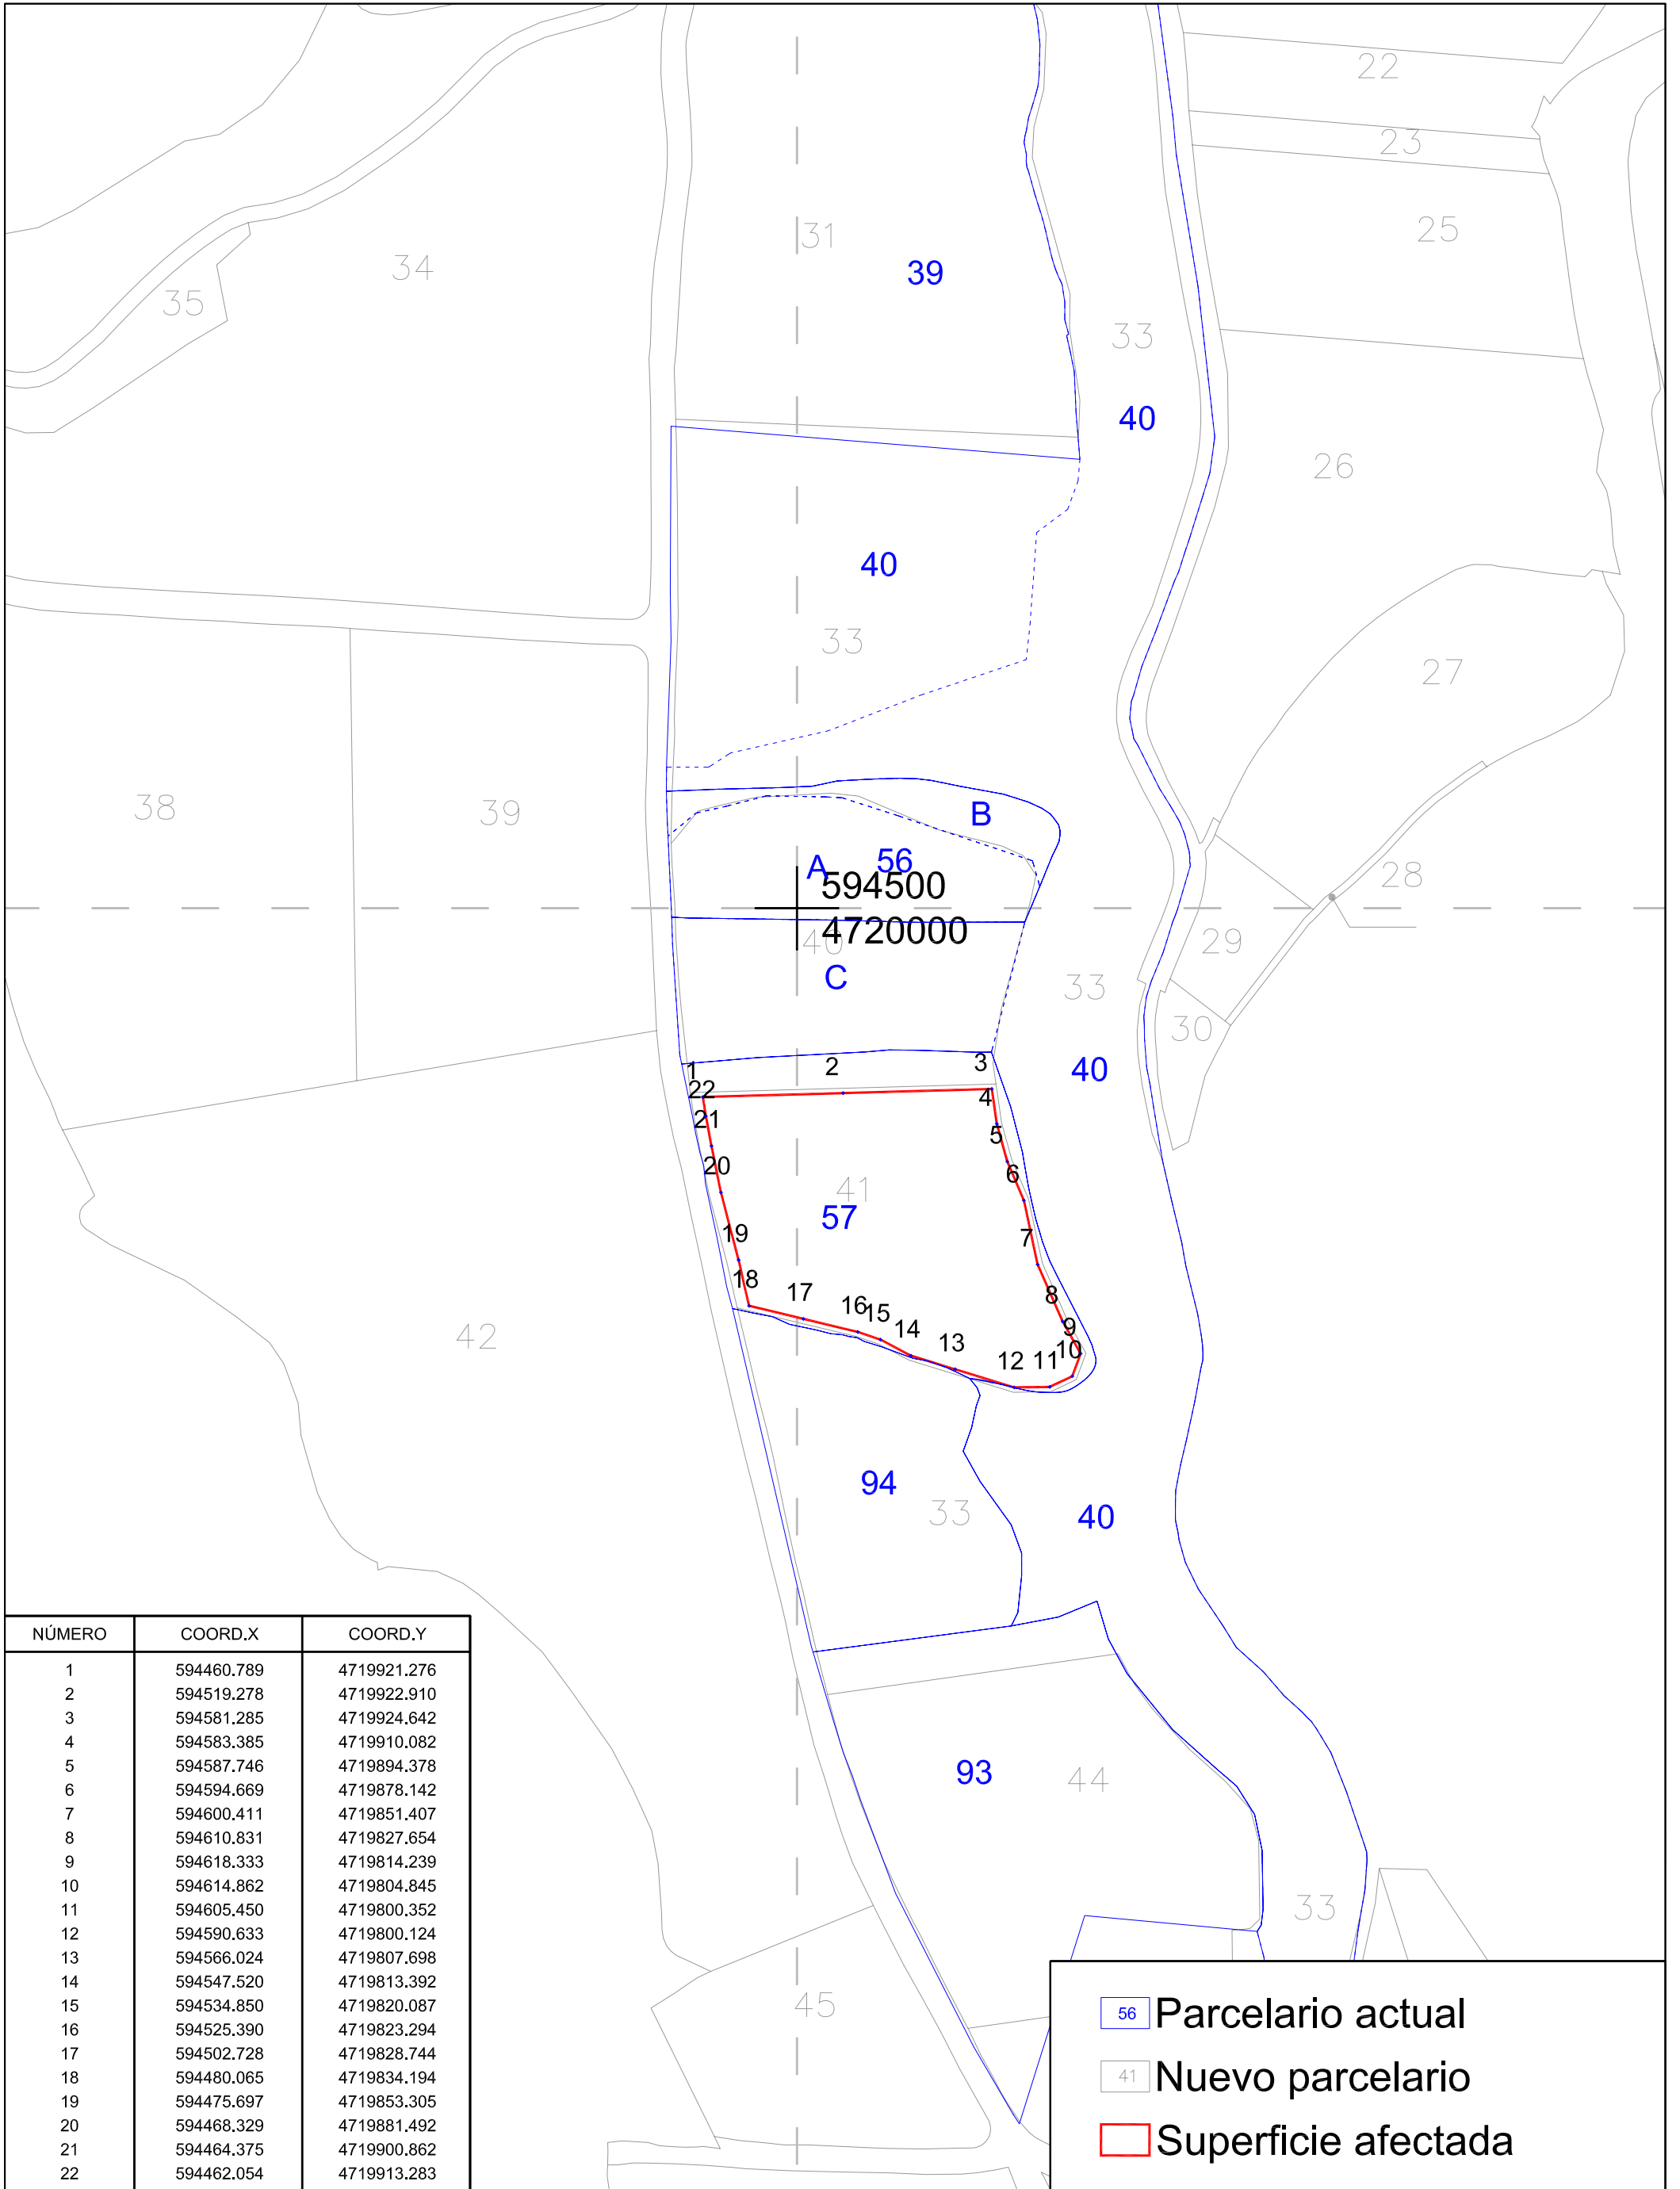 22
23
31
25
34
39
35
33
40
26
40
33
27
38
39
B
A 56
594500
28
4720000
40
29
C
33
30
1 2 3
40
22
4
21
5
20
6
41
57
19
7
18
17
8
16
15
9
42
14
10
13
12 11
94
33
40
93
44
33
45
NÚMERO COORD.X COORD.Y
1 594460.789 4719921.276
2 594519.278 4719922.910
3 594581.285 4719924.642
4 594583.385 4719910.082
5 594587.746 4719894.378
6 594594.669 4719878.142
7 594600.411 4719851.407
8 594610.831 4719827.654
9 594618.333 4719814.239
10 594614.862 4719804.845
11 594605.450 4719800.352
12 594590.633 4719800.124
13 594566.024 4719807.698
14 594547.520 4719813.392
15 594534.850 4719820.087
16 594525.390 4719823.294
17 594502.728 4719828.744
18 594480.065 4719834.194
19 594475.697 4719853.305
20 594468.329 4719881.492
21 594464.375 4719900.862
22 594462.054 4719913.283
56 Parcelario actual
41 Nuevo parcelario
Superficie afectada